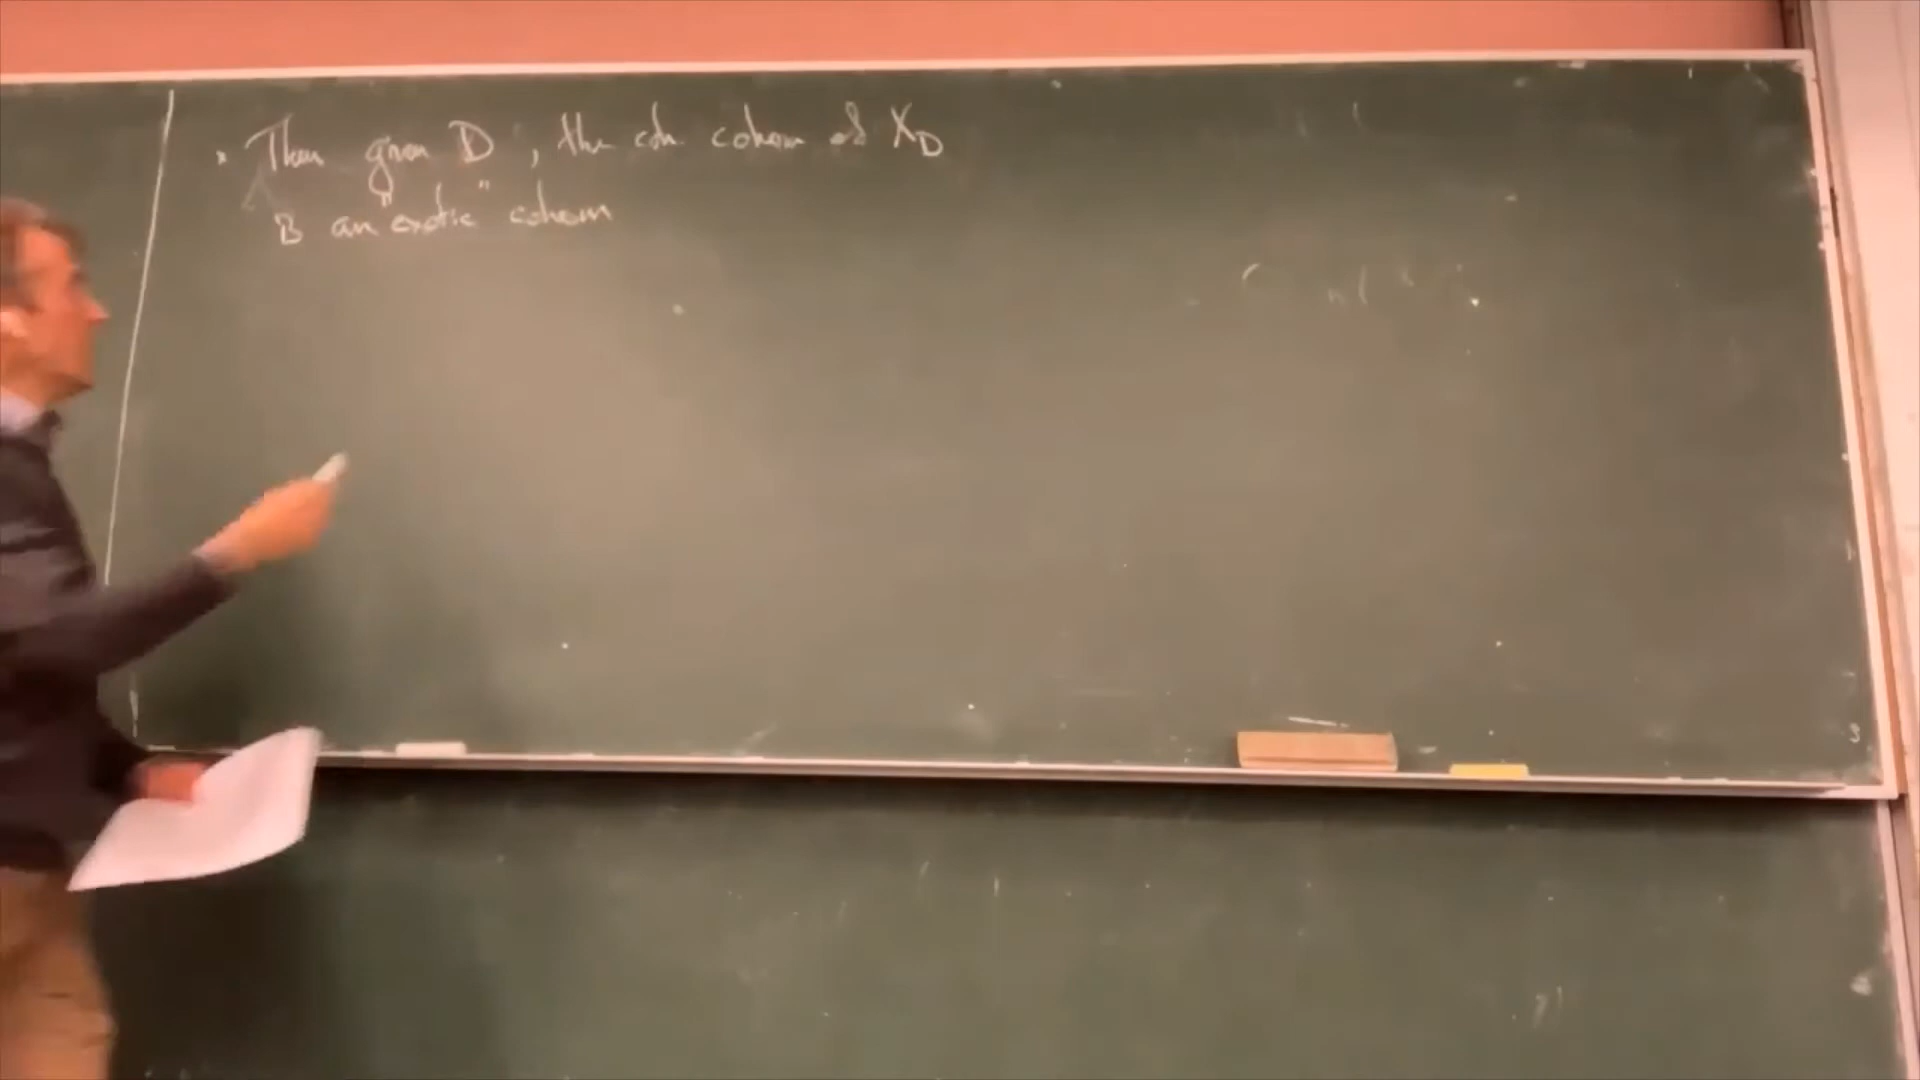 · Then given D, the coh cohom of X_D
is an "exotic" cohom